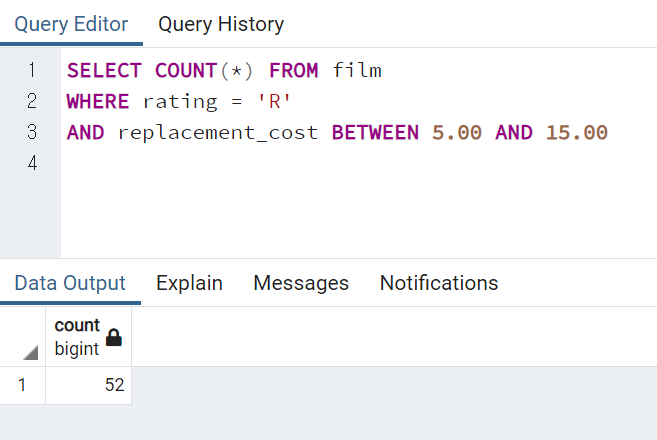 Query Editor Query History
1 SELECT COUNT(*) FROM film
2 WHERE rating = 'R'
3 AND replacement_cost BETWEEN 5.00 AND 15.00
4
Data Output Explain Messages Notifications
count
bigint
1 52